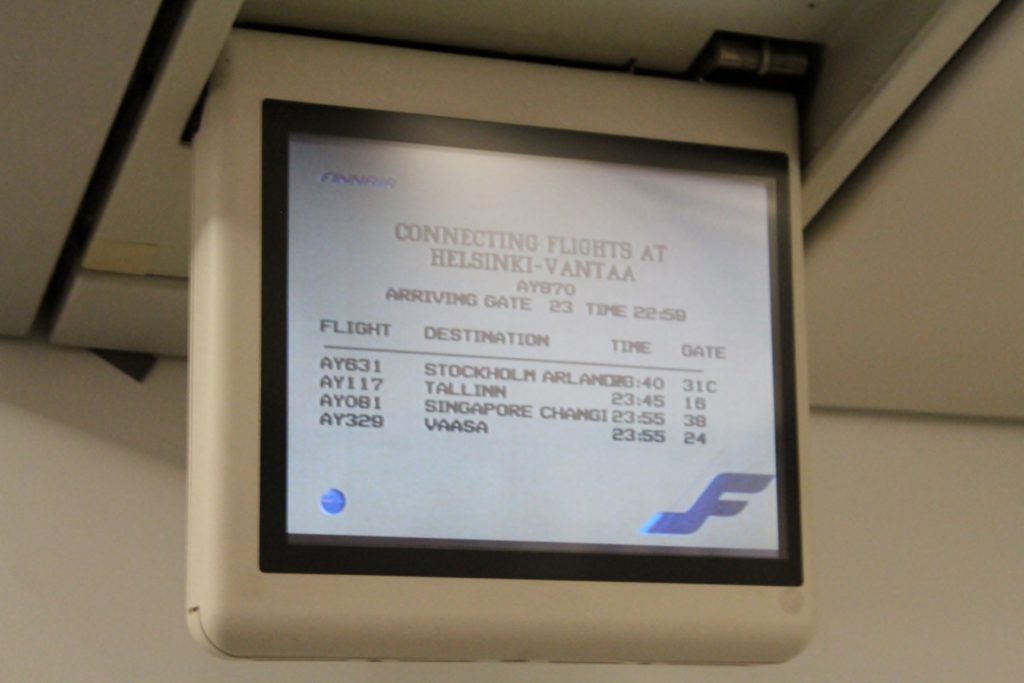 FINNAIR
CONNECTING FLIGHTS AT
HELSINKI-VANTAA
AY870
ARRIVING GATE 23 TIME 22:58
FLIGHT DESTINATION TIME GATE
AY631 STOCKHOLM ARLANDA 23:40 31C
AY117 TALLINN 23:45 16
AY081 SINGAPORE CHANGI 23:55 38
AY329 VAASA 23:55 24